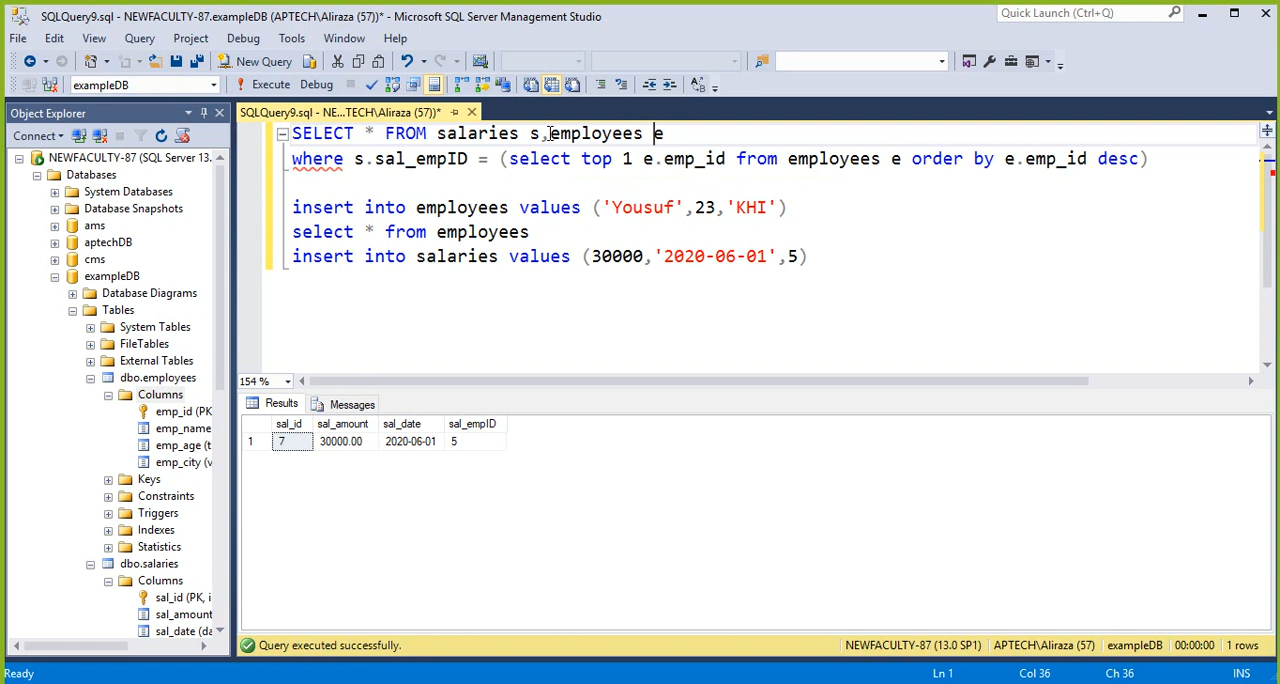 SQLQuery9.sql - NEWFACULTY-87.exampleDB (APTECH\Aliraza (57))* - Microsoft SQL Server Management Studio
Quick Launch (Ctrl+Q)
File Edit View Query Project Debug Tools Window Help
New Query
exampleDB Execute Debug
Object Explorer
SQLQuery9.sql - NE...TECH\Aliraza (57))*
Connect
NEWFACULTY-87 (SQL Server 13.
Databases
System Databases
Database Snapshots
ams
aptechDB
cms
exampleDB
Database Diagrams
Tables
System Tables
FileTables
External Tables
dbo.employees
Columns
emp_id (PK
emp_name
emp_age (t
emp_city (v
Keys
Constraints
Triggers
Indexes
Statistics
dbo.salaries
Columns
sal_id (PK, i
sal_amount
sal_date (da
SELECT * FROM salaries s,employees e
where s.sal_empID = (select top 1 e.emp_id from employees e order by e.emp_id desc)
insert into employees values ('Yousuf',23,'KHI')
select * from employees
insert into salaries values (30000,'2020-06-01',5)
154 %
Results Messages
sal_id sal_amount sal_date sal_empID
1 7 30000.00 2020-06-01 5
Query executed successfully. NEWFACULTY-87 (13.0 SP1) APTECH\Aliraza (57) exampleDB 00:00:00 1 rows
Ready Ln 1 Col 36 Ch 36 INS